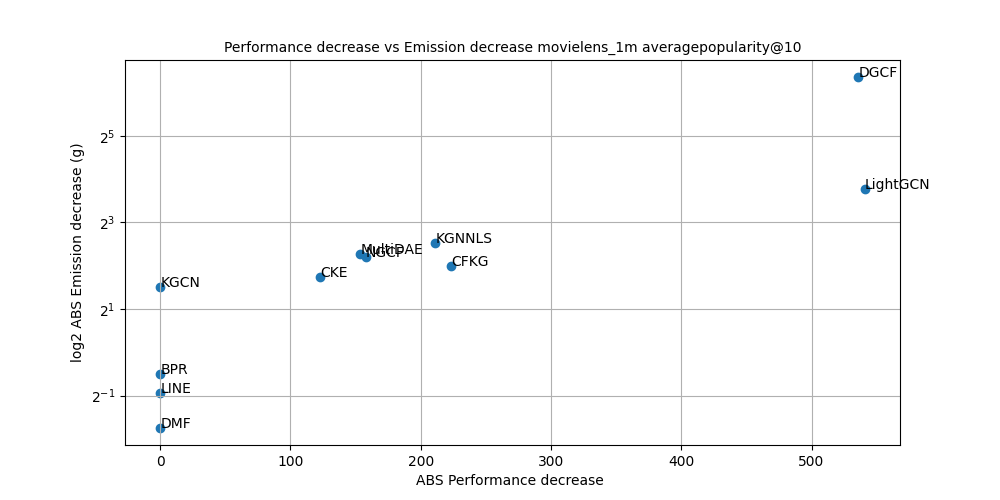 Performance decrease vs Emission decrease movielens_1m averagepopularity@10
log2 ABS Emission decrease (g)
2^5
2^3
2^1
2^-1
DGCF
LightGCN
KGNNLS
MultiDAE
NGCF
CFKG
CKE
KGCN
BPR
LINE
DMF
0 100 200 300 400 500
ABS Performance decrease